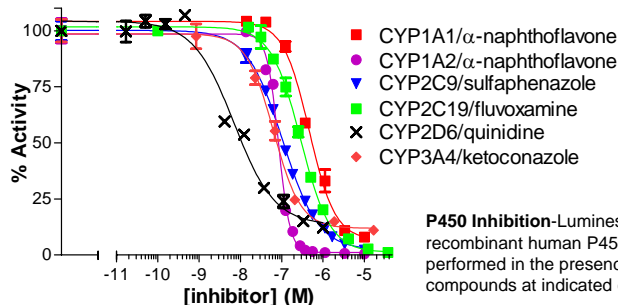 100
75
50
25
0
% Activity
-11 -10 -9 -8 -7 -6 -5
[inhibitor] (M)
CYP1A1/α-naphthoflavone
CYP1A2/α-naphthoflavone
CYP2C9/sulfaphenazole
CYP2C19/fluvoxamine
CYP2D6/quinidine
CYP3A4/ketoconazole
P450 Inhibition-Lumines
recombinant human P45
performed in the presenc
compounds at indicated